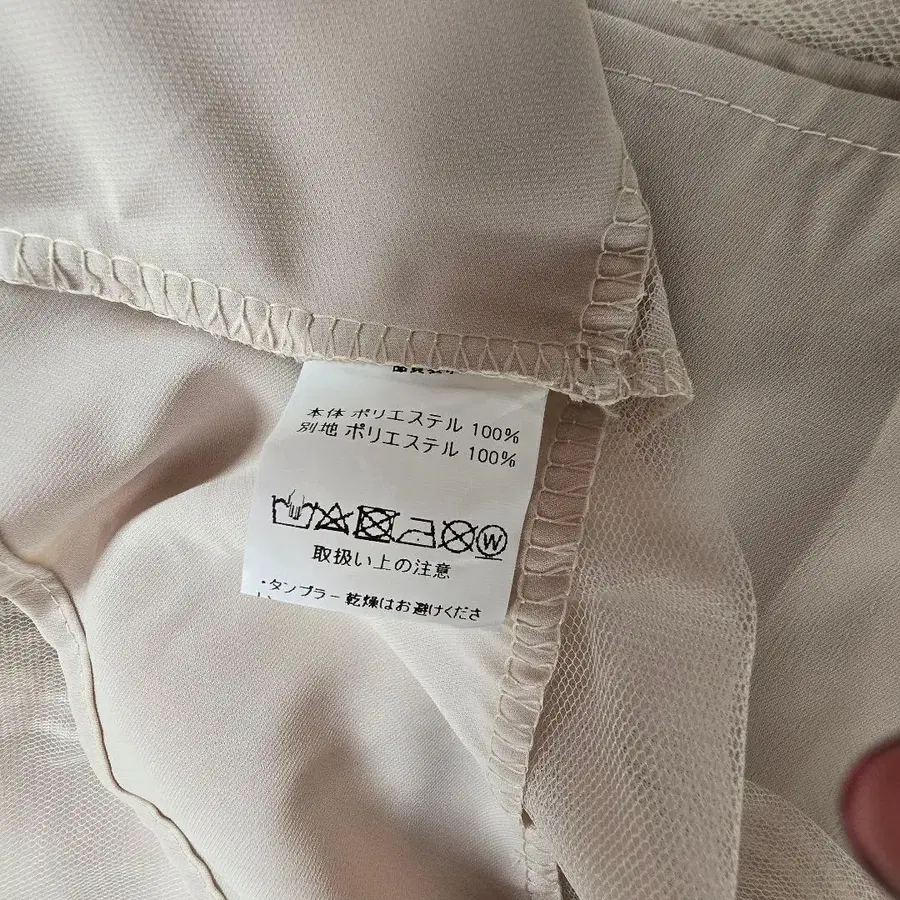 本体 ポリエステル 100%
別地 ポリエステル 100%
W
取扱い上の注意
・タンブラー乾燥はお避けくださ
い